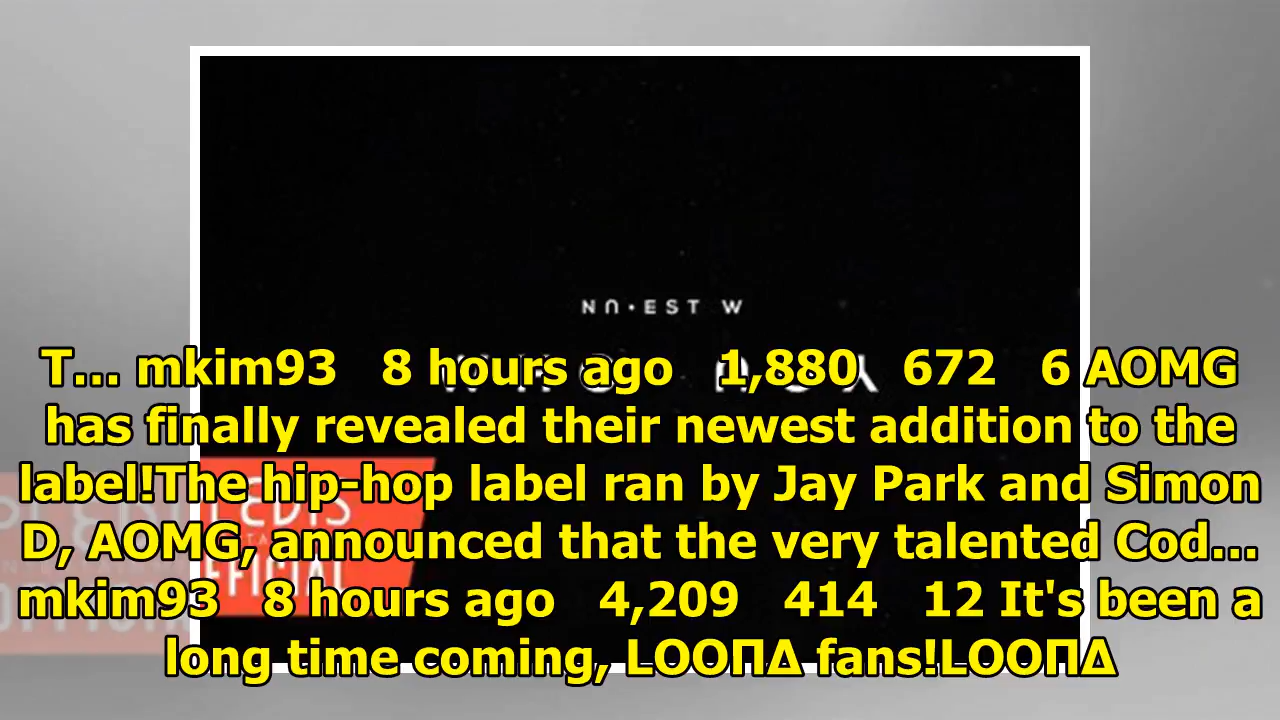 NU·EST W
T... mkim93 8 hours ago 1,880 672 6 AOMG
has finally revealed their newest addition to the
label!The hip-hop label ran by Jay Park and Simon
D, AOMG, announced that the very talented Cod...
mkim93 8 hours ago 4,209 414 12 It's been a
long time coming, LOOΠΔ fans!LOOΠΔ